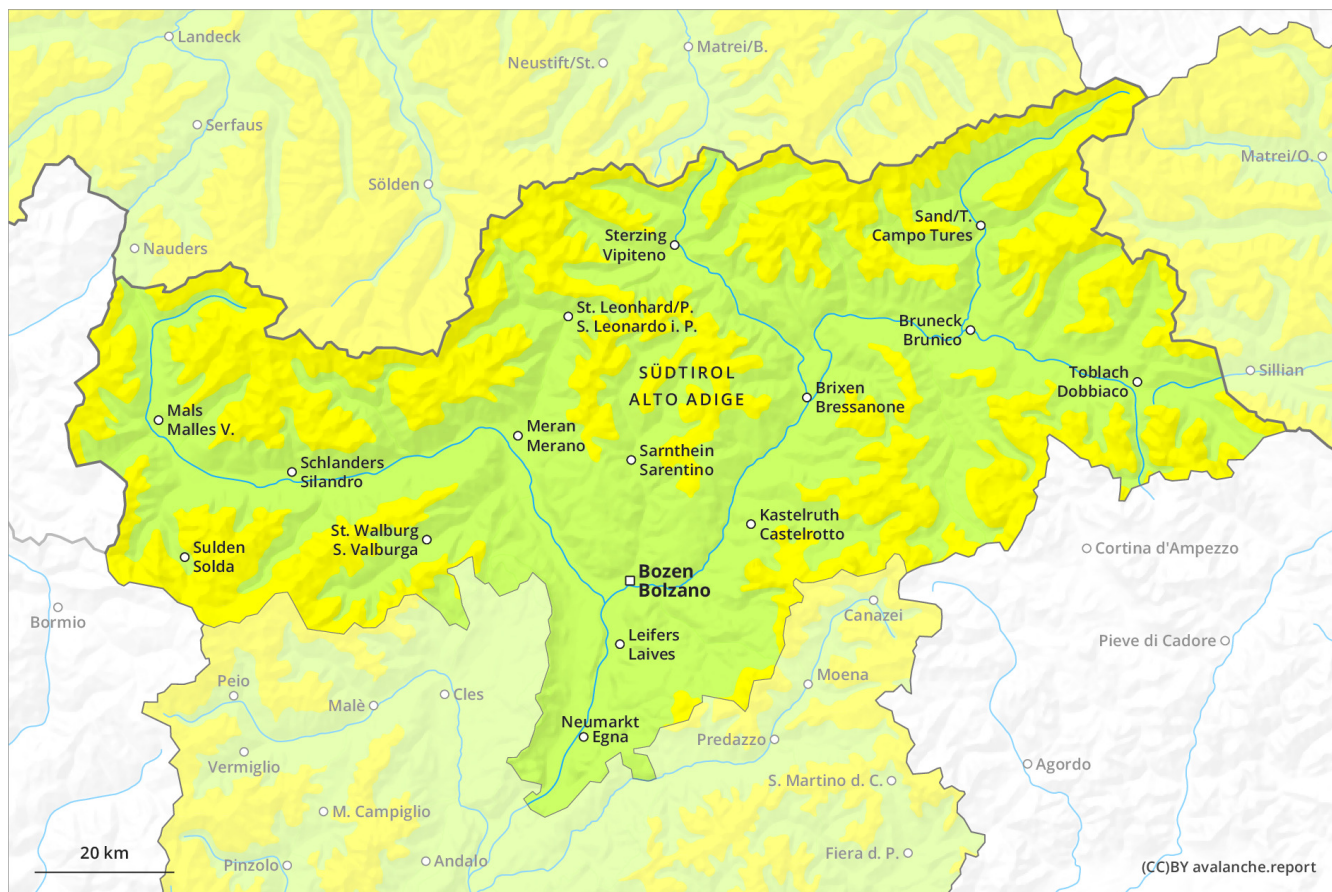 Landeck
Matrei/B.
Neustift/St.
Serfaus
Matrei/O.
Sölden
Sand/T.
Campo Tures
Sterzing
Vipiteno
Nauders
St. Leonhard/P.
S. Leonardo i. P.
Bruneck
Brunico
SÜDTIROL
ALTO ADIGE
Toblach
Dobbiaco
Sillian
Brixen
Bressanone
Mals
Malles V.
Meran
Merano
Sarnthein
Sarentino
Schlanders
Silandro
Kastelruth
Castelrotto
St. Walburg
S. Valburga
Sulden
Solda
Cortina d'Ampezzo
Bozen
Bolzano
Bormio
Canazei
Leifers
Laives
Pieve di Cadore
Peio
Moena
Malè
Cles
Neumarkt
Egna
Predazzo
Vermiglio
Agordo
S. Martino d. C.
M. Campiglio
20 km
Pinzolo
Andalo
Fiera d. P.
(CC)BY avalanche.report